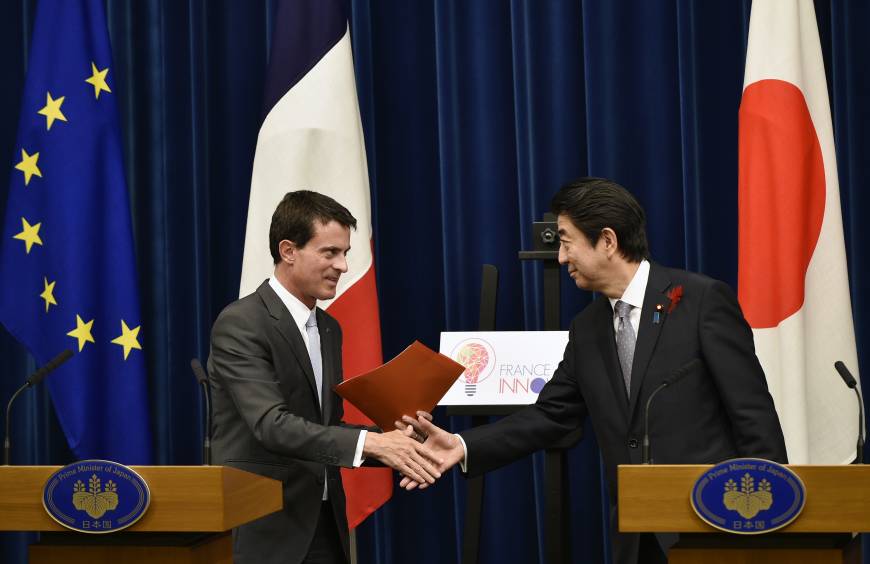 FRANCE
INNO
Prime Minister of Japan
日本国
Prime Minister of Japan
日本国